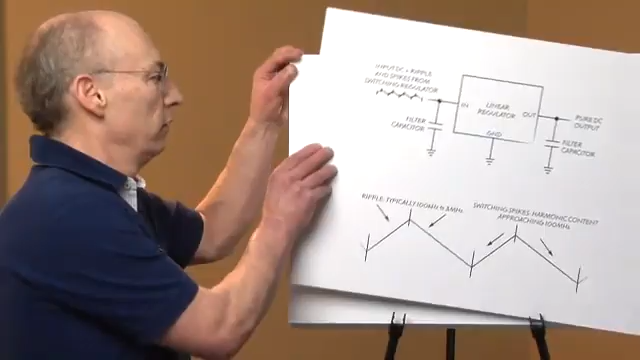 INPUT DC + RIPPLE
AND SPIKES FROM
SWITCHING REGULATOR
IN
LINEAR
REGULATOR
OUT
GND
PURE DC
OUTPUT
FILTER
CAPACITOR
FILTER
CAPACITOR
RIPPLE: TYPICALLY 100kHz to 3MHz
SWITCHING SPIKES: HARMONIC CONTENT
APPROACHING 100MHz